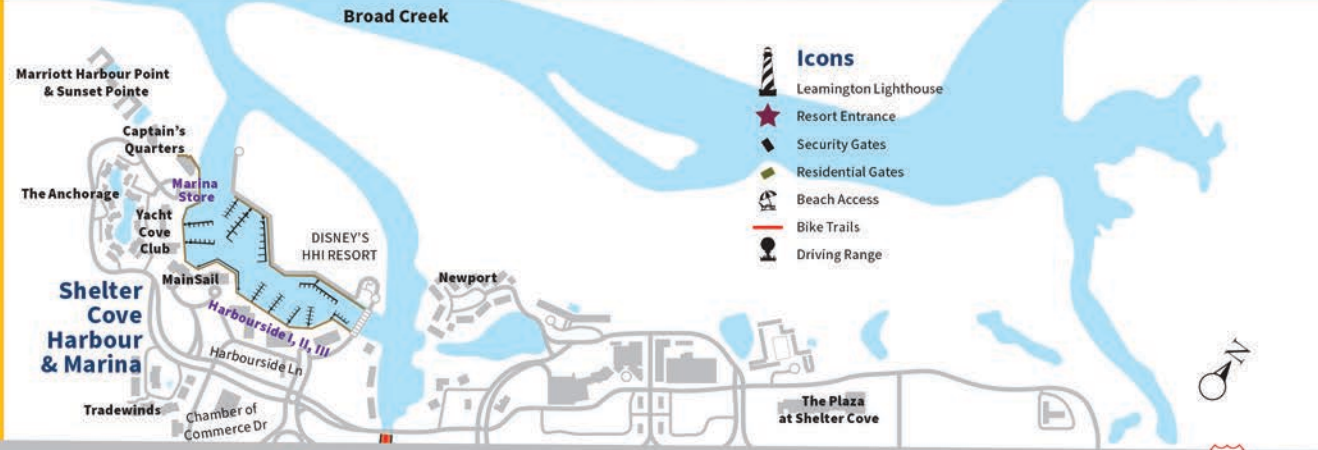 Broad Creek
Marriott Harbour Point
& Sunset Pointe
Captain's
Quarters
The Anchorage
Marina
Store
Yacht
Cove
Club
DISNEY'S
HHI RESORT
MainSail
Newport
Shelter
Cove
Harbour
& Marina
Harbourside I, II, III
Harbourside Ln
Tradewinds
Chamber of
Commerce Dr
The Plaza
at Shelter Cove
Icons
Leamington Lighthouse
Resort Entrance
Security Gates
Residential Gates
Beach Access
Bike Trails
Driving Range
N